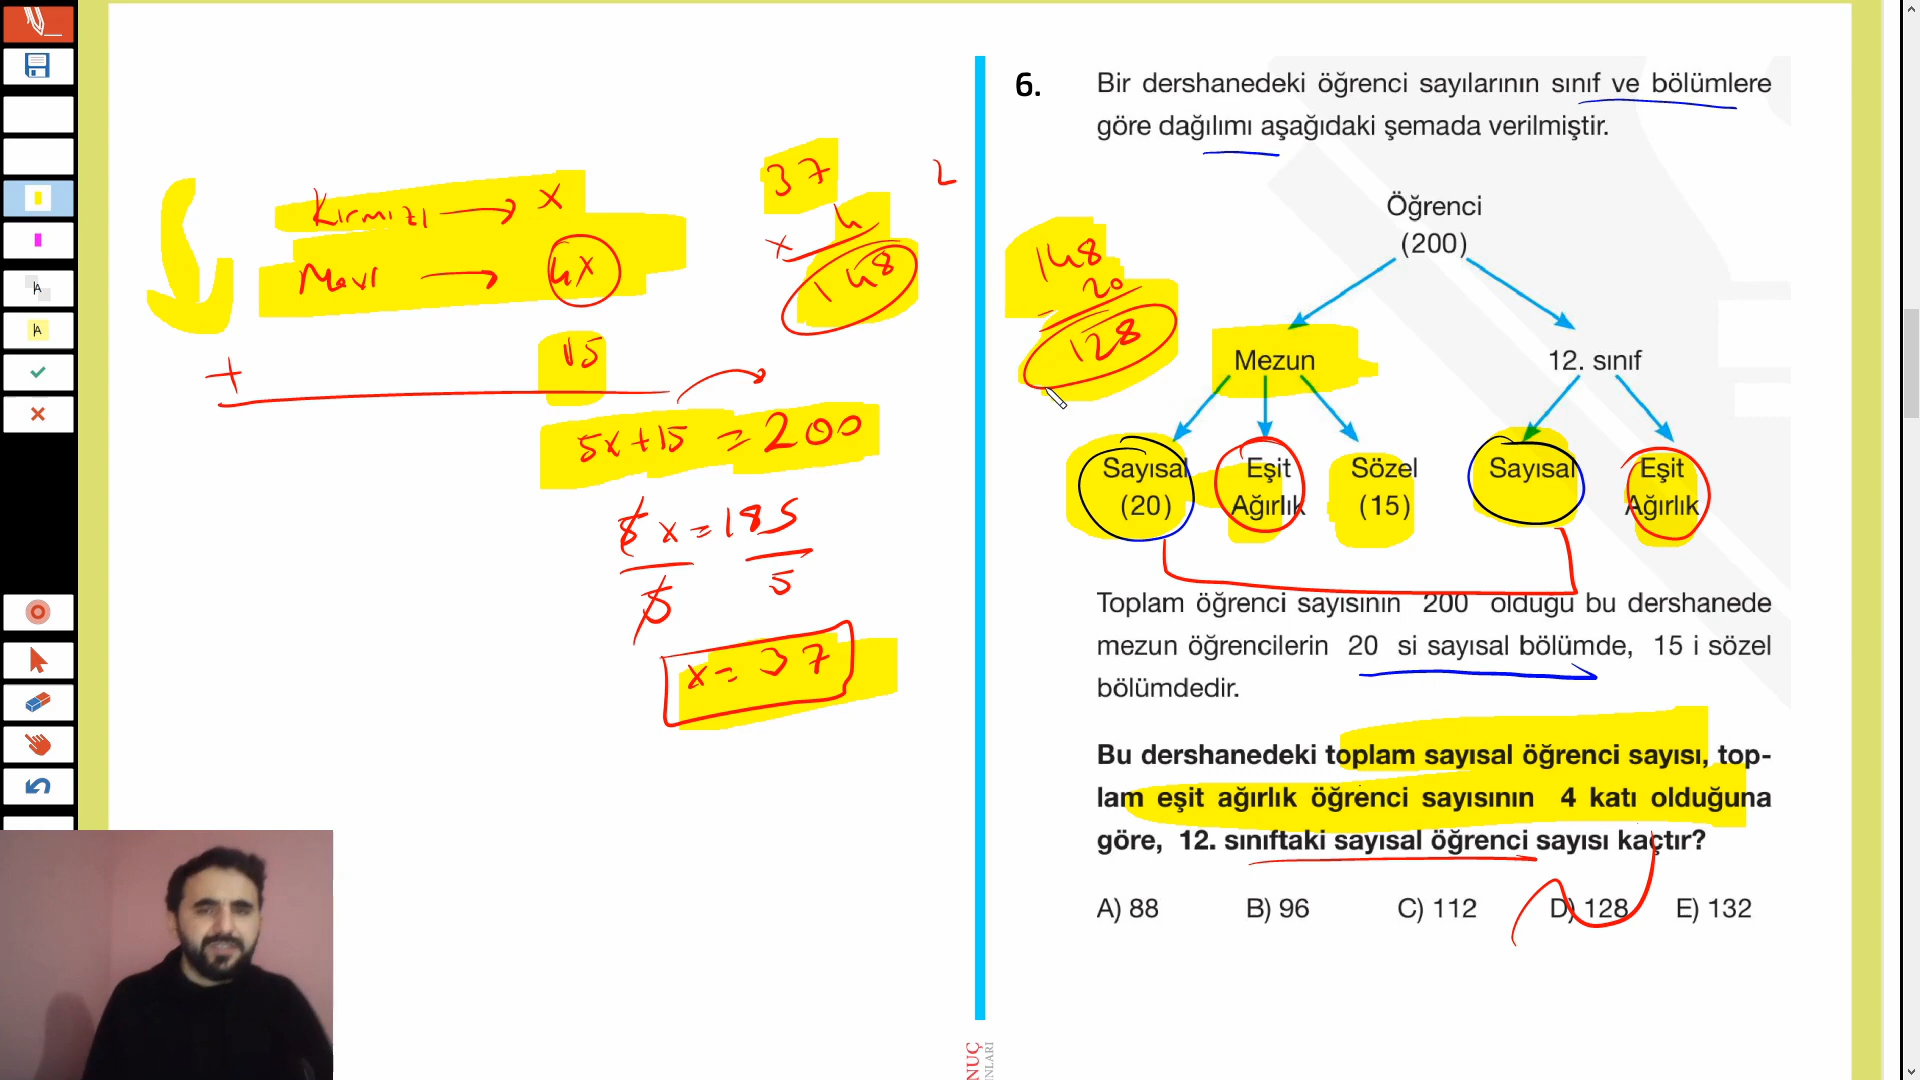 Kırmızı → x
Mavi → 4x
+ 15
5x+15 = 200
5x = 185
5 5
x = 37
37
x 4
148
2
148
- 20
128
6. Bir dershanedeki öğrenci sayılarının sınıf ve bölümlere
göre dağılımı aşağıdaki şemada verilmiştir.
Öğrenci
(200)
Mezun 12. sınıf
Sayısal Eşit Sözel Sayısal Eşit
(20) Ağırlık (15) Ağırlık
Toplam öğrenci sayısının 200 olduğu bu dershanede
mezun öğrencilerin 20 si sayısal bölümde, 15 i sözel
bölümdedir.
Bu dershanedeki toplam sayısal öğrenci sayısı, top-
lam eşit ağırlık öğrenci sayısının 4 katı olduğuna
göre, 12. sınıftaki sayısal öğrenci sayısı kaçtır?
A) 88 B) 96 C) 112 D) 128 E) 132
NUÇ
INLARI